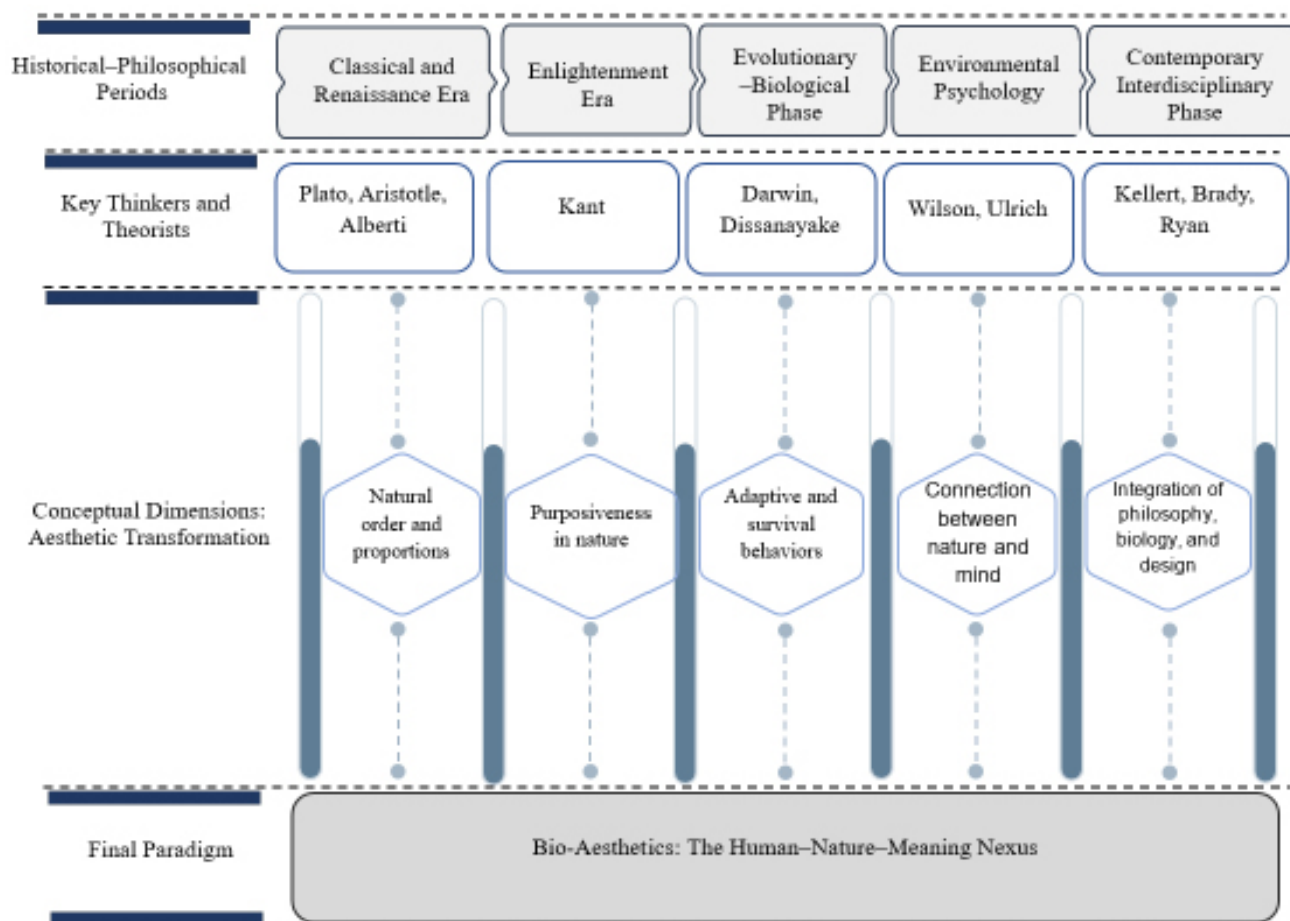 Historical–Philosophical
Periods
Classical and
Renaissance Era
Enlightenment
Era
Evolutionary
–Biological
Phase
Environmental
Psychology
Contemporary
Interdisciplinary
Phase
Key Thinkers and
Theorists
Plato, Aristotle,
Alberti
Kant
Darwin,
Dissanayake
Wilson, Ulrich
Kellert, Brady,
Ryan
Conceptual Dimensions:
Aesthetic Transformation
Natural
order and
proportions
Purposiveness
in nature
Adaptive and
survival
behaviors
Connection
between
nature and
mind
Integration of
philosophy,
biology, and
design
Final Paradigm
Bio-Aesthetics: The Human–Nature–Meaning Nexus